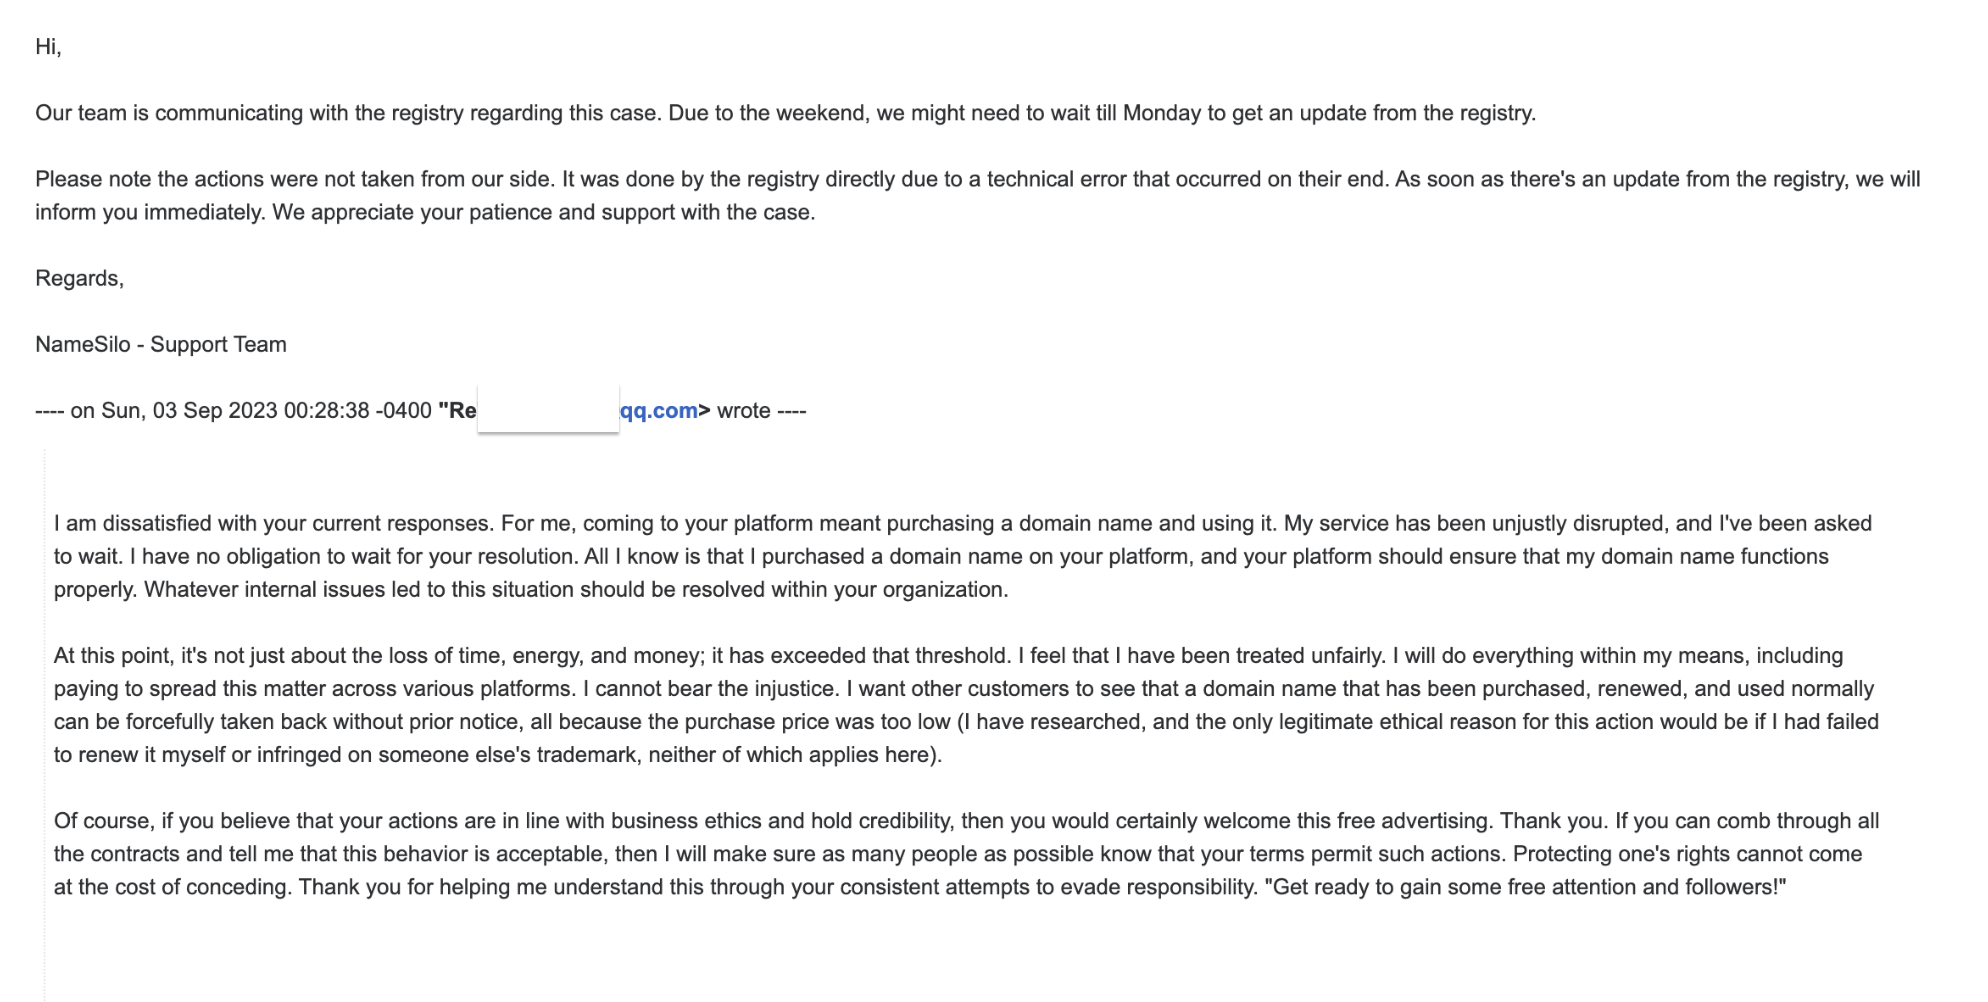 Hi,
Our team is communicating with the registry regarding this case. Due to the weekend, we might need to wait till Monday to get an update from the registry.
Please note the actions were not taken from our side. It was done by the registry directly due to a technical error that occurred on their end. As soon as there's an update from the registry, we will
inform you immediately. We appreciate your patience and support with the case.
Regards,
NameSilo - Support Team
---- on Sun, 03 Sep 2023 00:28:38 -0400 "Re qq.com> wrote ----
I am dissatisfied with your current responses. For me, coming to your platform meant purchasing a domain name and using it. My service has been unjustly disrupted, and I've been asked
to wait. I have no obligation to wait for your resolution. All I know is that I purchased a domain name on your platform, and your platform should ensure that my domain name functions
properly. Whatever internal issues led to this situation should be resolved within your organization.
At this point, it's not just about the loss of time, energy, and money; it has exceeded that threshold. I feel that I have been treated unfairly. I will do everything within my means, including
paying to spread this matter across various platforms. I cannot bear the injustice. I want other customers to see that a domain name that has been purchased, renewed, and used normally
can be forcefully taken back without prior notice, all because the purchase price was too low (I have researched, and the only legitimate ethical reason for this action would be if I had failed
to renew it myself or infringed on someone else's trademark, neither of which applies here).
Of course, if you believe that your actions are in line with business ethics and hold credibility, then you would certainly welcome this free advertising. Thank you. If you can comb through all
the contracts and tell me that this behavior is acceptable, then I will make sure as many people as possible know that your terms permit such actions. Protecting one's rights cannot come
at the cost of conceding. Thank you for helping me understand this through your consistent attempts to evade responsibility. "Get ready to gain some free attention and followers!"